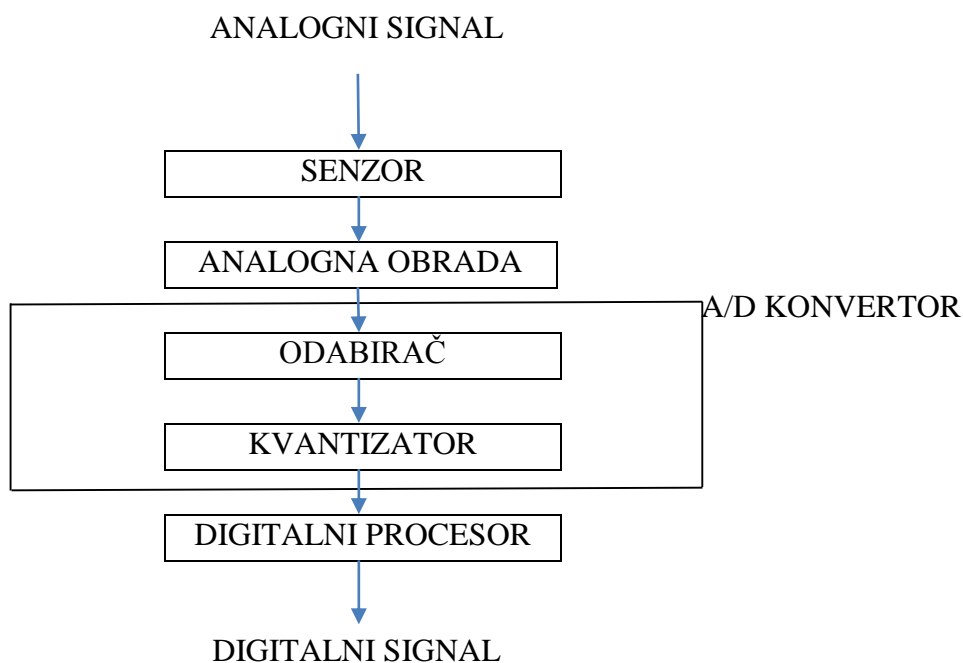 ANALOGNI SIGNAL
SENZOR
ANALOGNA OBRADA
A/D KONVERTOR
ODABIRAČ
KVANTIZATOR
DIGITALNI PROCESOR
DIGITALNI SIGNAL